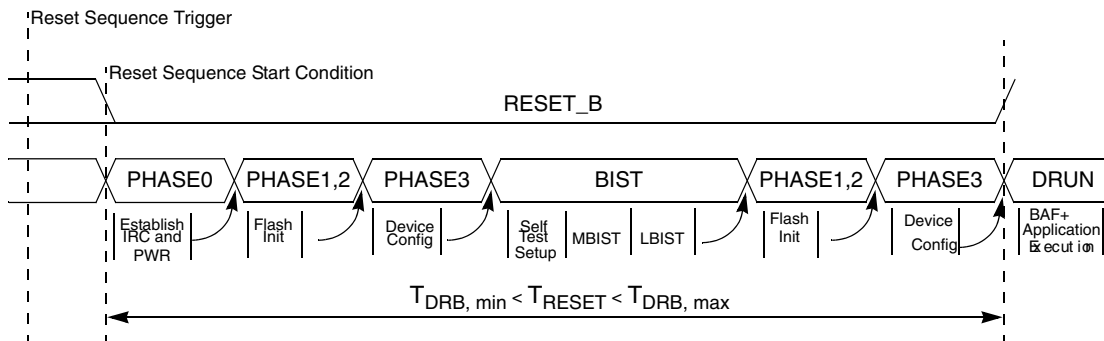 Reset Sequence Trigger
Reset Sequence Start Condition
RESET_B
PHASE0
PHASE1,2
PHASE3
BIST
PHASE1,2
PHASE3
DRUN
Establish
IRC and
PWR
Flash
Init
Device
Config
Self
Test
Setup
MBIST
LBIST
Flash
Init
Device
Config
BAF+
Application
Execution
TDRB, min < TRESET < TDRB, max